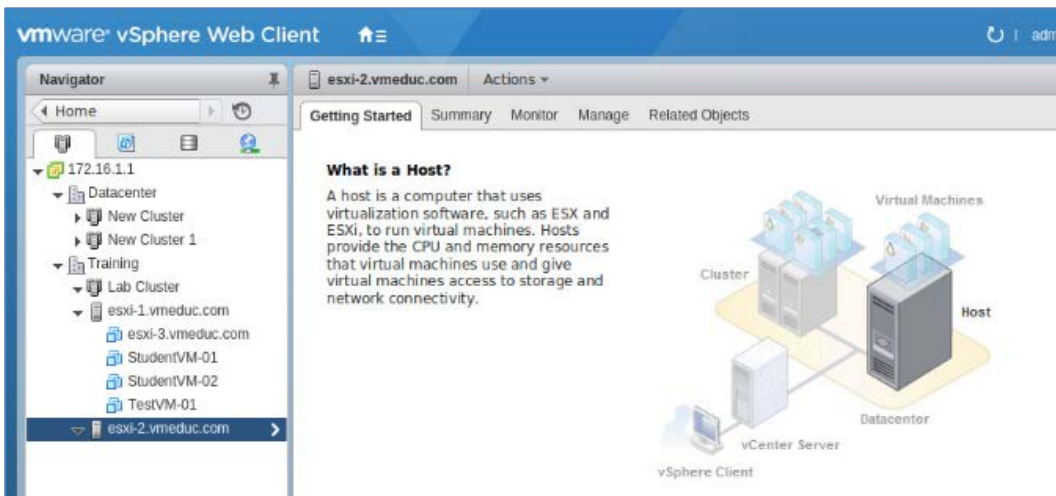 vmware® vSphere Web Client
Navigator
esxi-2.vmeduc.com Actions
Home
Getting Started Summary Monitor Manage Related Objects
172.16.1.1
Datacenter
New Cluster
New Cluster 1
Training
Lab Cluster
esxi-1.vmeduc.com
esxi-3.vmeduc.com
StudentVM-01
StudentVM-02
TestVM-01
esxi-2.vmeduc.com
What is a Host?
A host is a computer that uses
virtualization software, such as ESX and
ESXi, to run virtual machines. Hosts
provide the CPU and memory resources
that virtual machines use and give
virtual machines access to storage and
network connectivity.
Virtual Machines
Cluster
Host
Datacenter
vCenter Server
vSphere Client